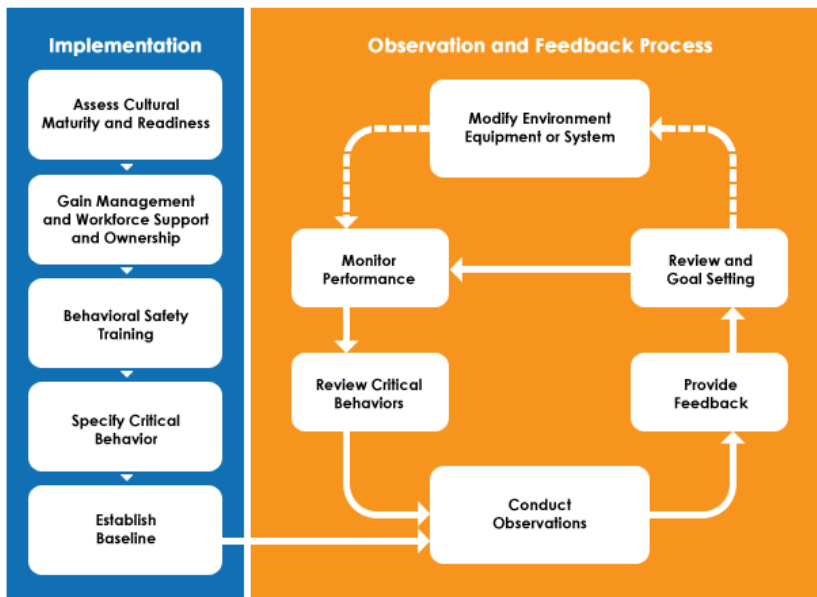 Implementation
Assess Cultural
Maturity and Readiness
Gain Management
and Workforce Support
and Ownership
Behavioral Safety
Training
Specify Critical
Behavior
Establish
Baseline
Observation and Feedback Process
Modify Environment
Equipment or System
Monitor
Performance
Review and
Goal Setting
Review Critical
Behaviors
Provide
Feedback
Conduct
Observations